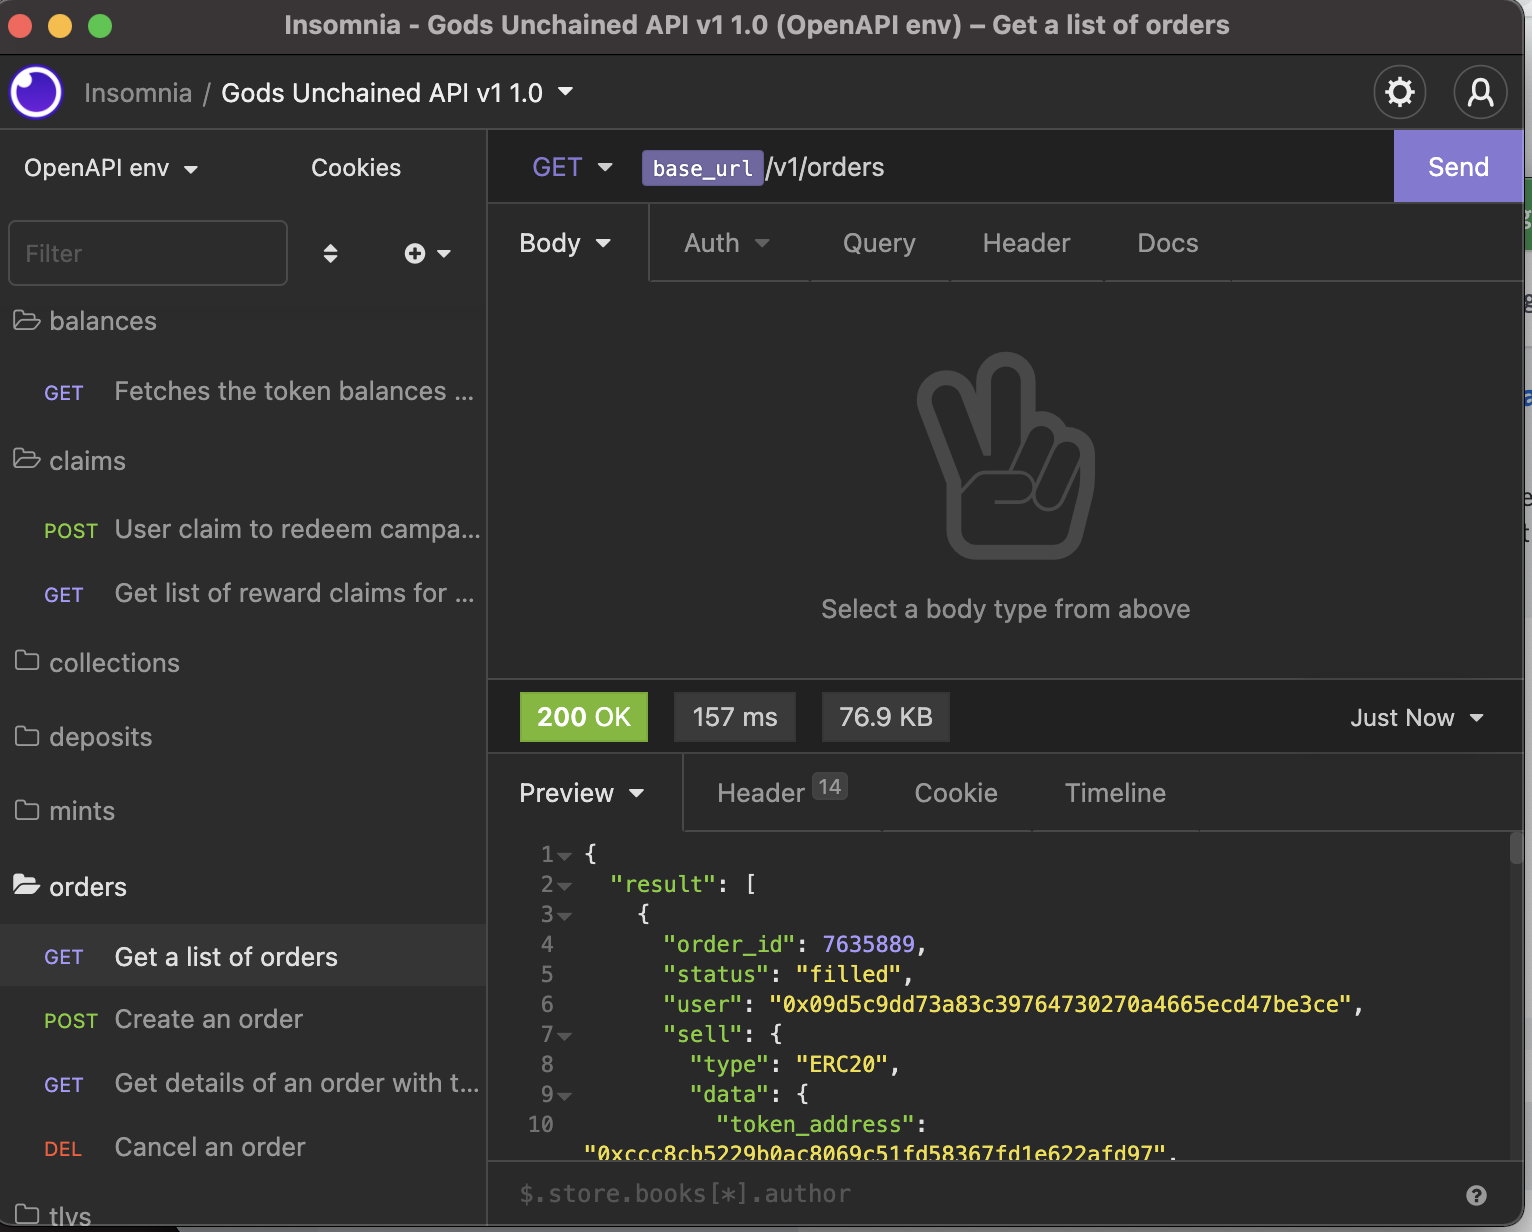 Insomnia - Gods Unchained API v1 1.0 (OpenAPI env) – Get a list of orders
Insomnia / Gods Unchained API v1 1.0
OpenAPI env
Cookies
Filter
balances
GET Fetches the token balances ...
claims
POST User claim to redeem campa...
GET Get list of reward claims for ...
collections
deposits
mints
orders
GET Get a list of orders
POST Create an order
GET Get details of an order with t...
DEL Cancel an order
tlvs
GET base_url/v1/orders Send
Body Auth Query Header Docs
Select a body type from above
200 OK 157 ms 76.9 KB Just Now
Preview Header 14 Cookie Timeline
1 {
2 "result": [
3 {
4 "order_id": 7635889,
5 "status": "filled",
6 "user": "0x09d5c9dd73a83c39764730270a4665ecd47be3ce",
7 "sell": {
8 "type": "ERC20",
9 "data": {
10 "token_address":
"0xccc8cb5229b0ac8069c51fd58367fd1e622afd97",
$.store.books[*].author